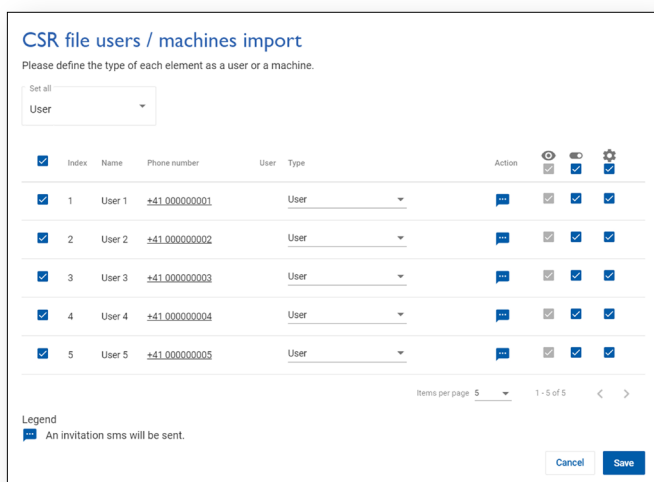 CSR file users / machines import
Please define the type of each element as a user or a machine.
Set all
User
Index Name Phone number User Type Action
1 User 1 +41 000000001 User
2 User 2 +41 000000002 User
3 User 3 +41 000000003 User
4 User 4 +41 000000004 User
5 User 5 +41 000000005 User
Items per page 5 1 - 5 of 5
Legend
An invitation sms will be sent.
Cancel Save